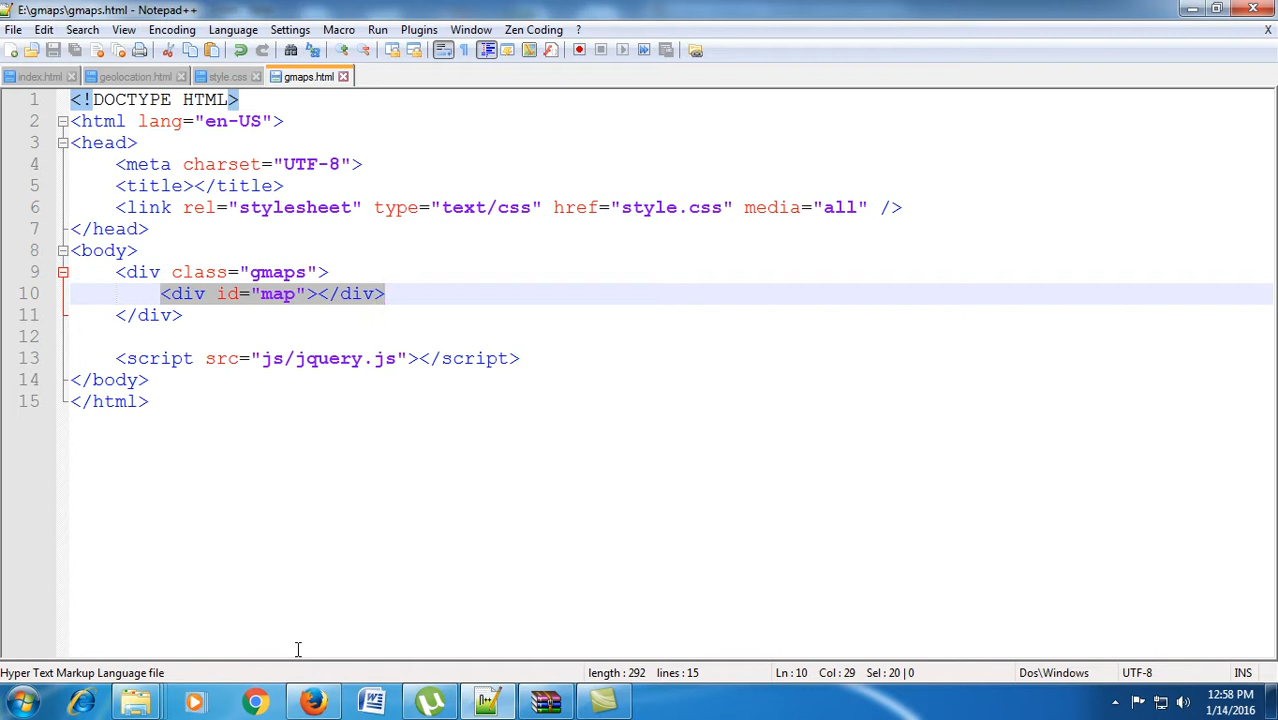 E:\gmaps\gmaps.html - Notepad++
File Edit Search View Encoding Language Settings Macro Run Plugins Window Zen Coding ? X
index.html geolocation.html style.css gmaps.html
1 <!DOCTYPE HTML>
2 <html lang="en-US">
3 <head>
4 <meta charset="UTF-8">
5 <title></title>
6 <link rel="stylesheet" type="text/css" href="style.css" media="all" />
7 </head>
8 <body>
9 <div class="gmaps">
10 <div id="map"></div>
11 </div>
12
13 <script src="js/jquery.js"></script>
14 </body>
15 </html>
Hyper Text Markup Language file length : 292 lines : 15 Ln : 10 Col : 29 Sel : 20 | 0 Dos\Windows UTF-8 INS
12:58 PM
1/14/2016